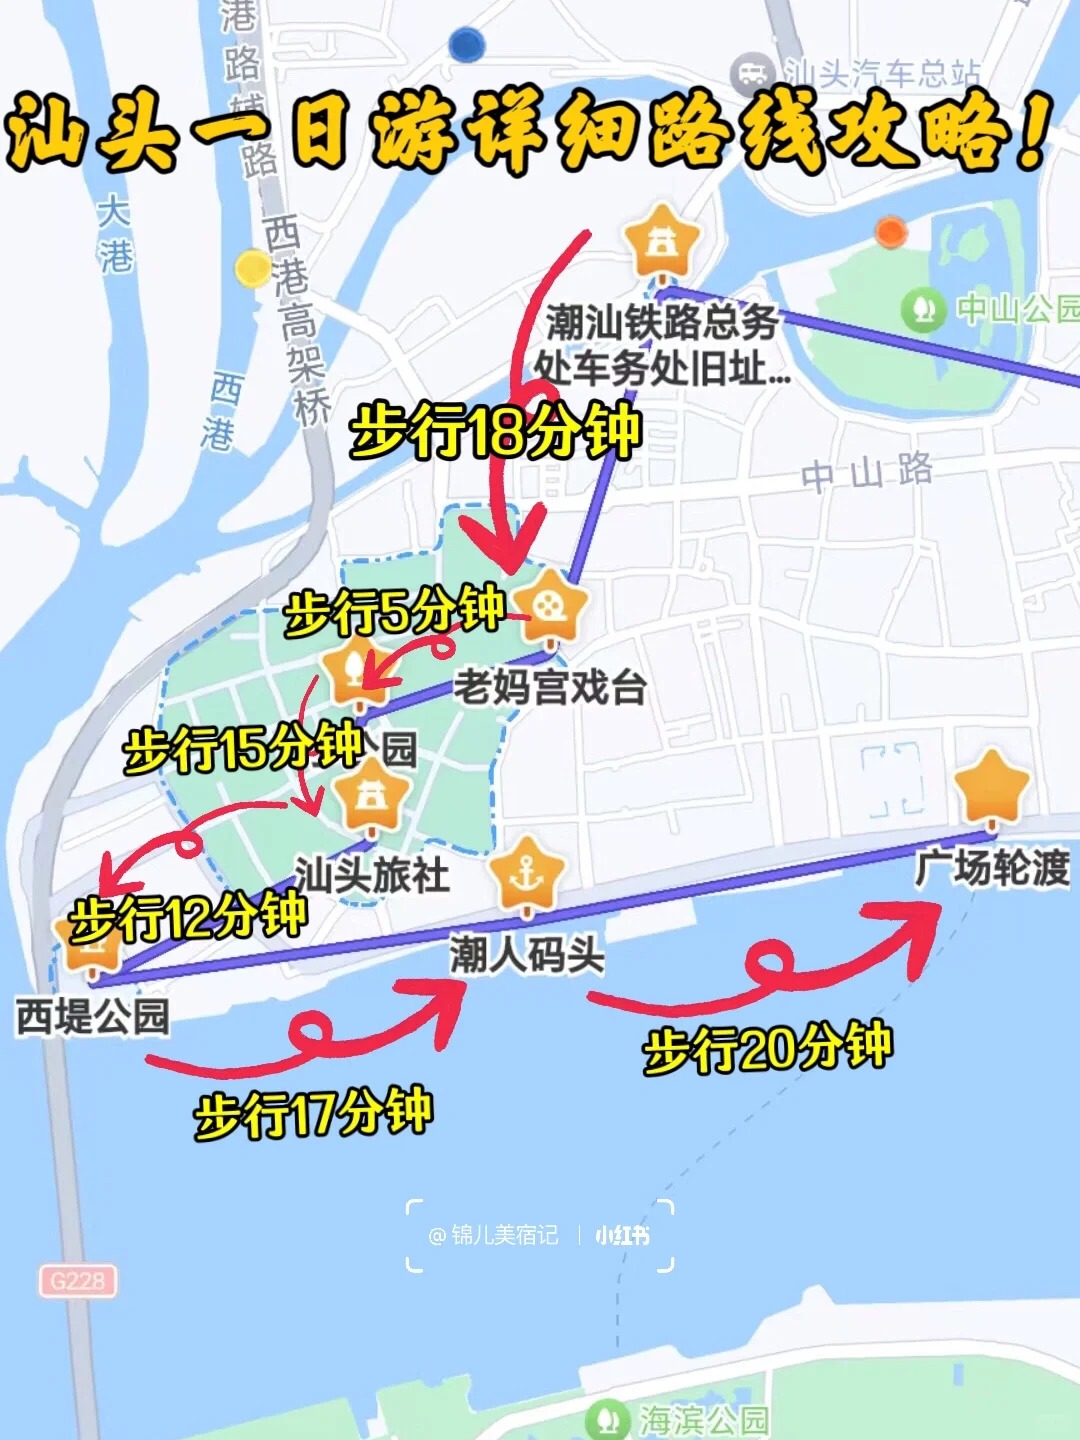 港路辅路
汕头汽车总站
汕头一日游详细路线攻略!
大港
西港高架桥
潮汕铁路总务
处车务处旧址...
中山公园
西港
步行18分钟
中山路
步行5分钟
老妈宫戏台
步行15分钟
公园
汕头旅社
广场轮渡
步行12分钟
潮人码头
西堤公园
步行20分钟
步行17分钟
@锦儿美宿记 | 小红书
G228
海滨公园